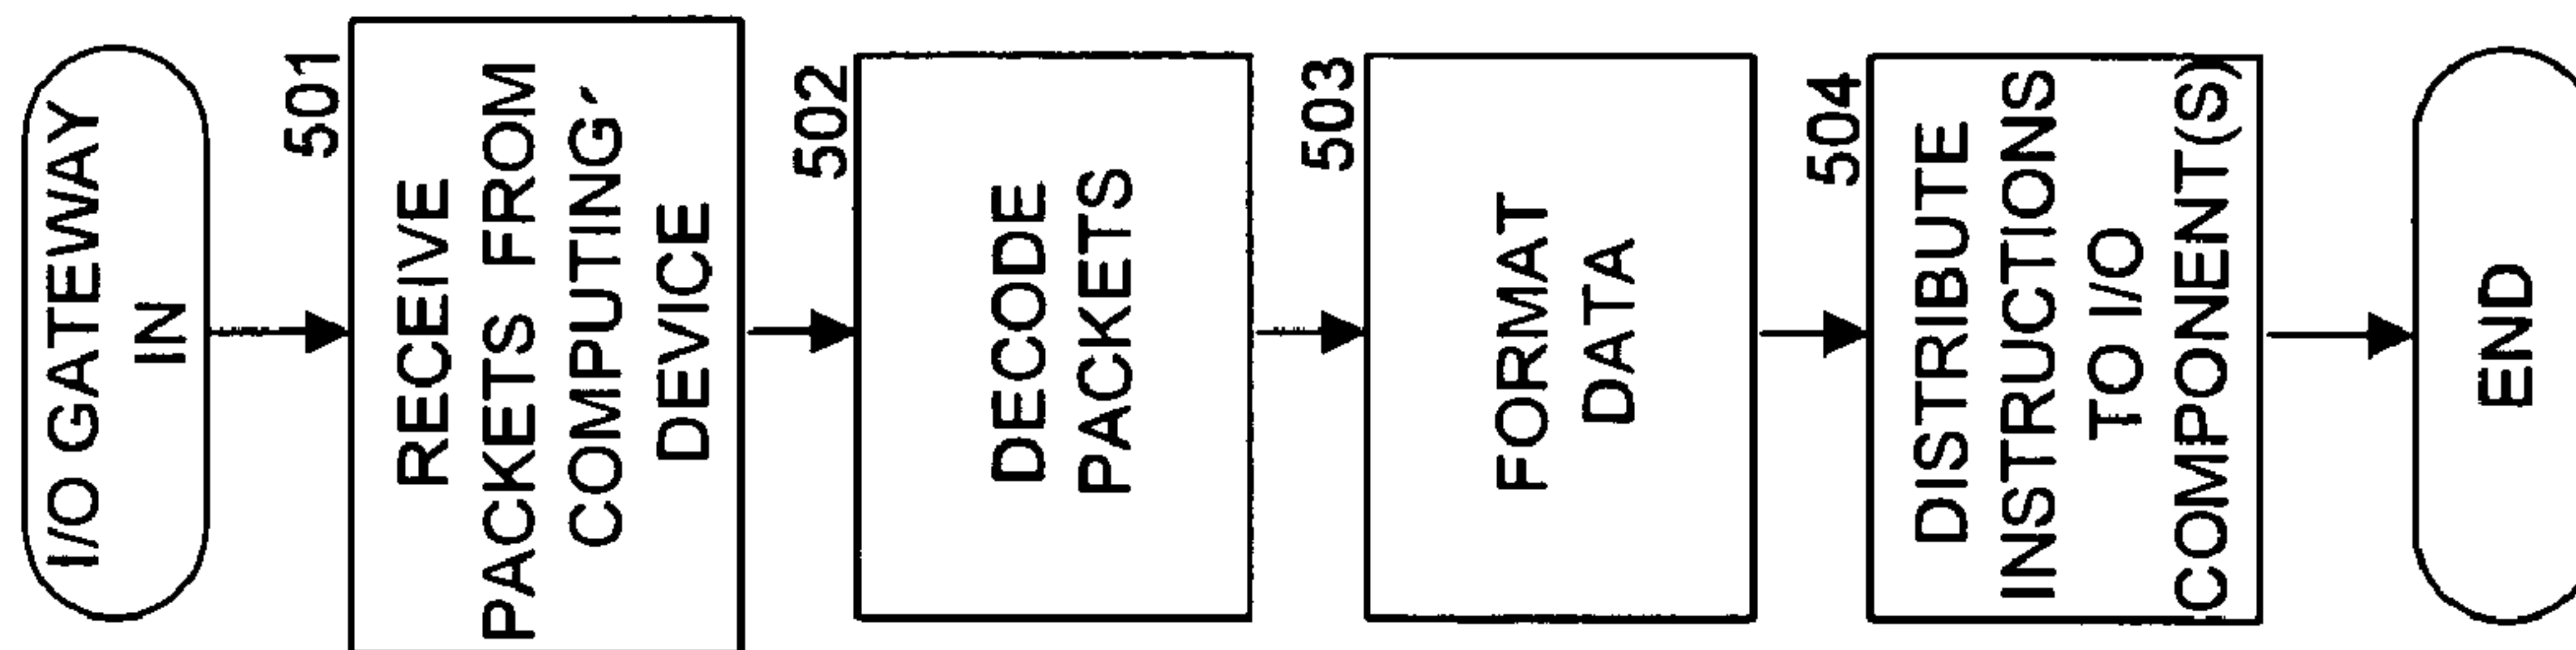 I/O GATEWAY
IN
501
RECEIVE
PACKETS FROM
COMPUTING
DEVICE
502
DECODE
PACKETS
503
FORMAT
DATA
504
DISTRIBUTE
INSTRUCTIONS
TO I/O
COMPONENT(S)
END